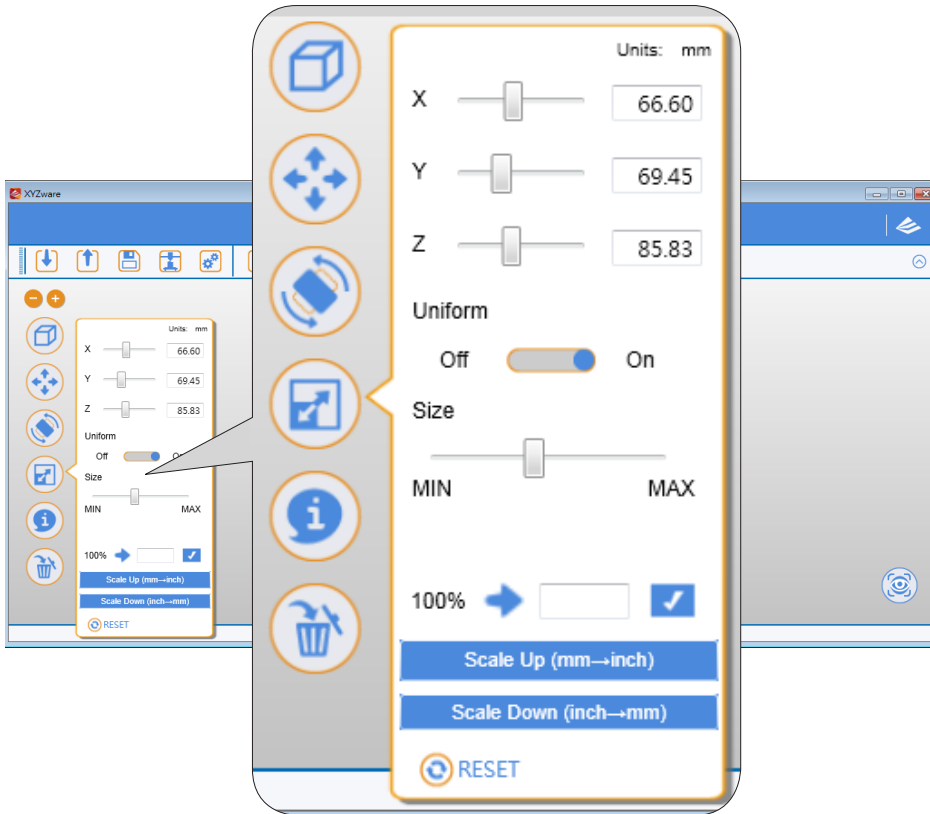 XYZware
Units: mm
X 66.60
Y 69.45
Z 85.83
Uniform
Off On
Size
MIN MAX
100%
Scale Up (mm→inch)
Scale Down (inch→mm)
RESET
Units: mm
X 66.60
Y 69.45
Z 85.83
Uniform
Off
Size
MIN MAX
100%
Scale Up (mm→inch)
Scale Down (inch→mm)
RESET